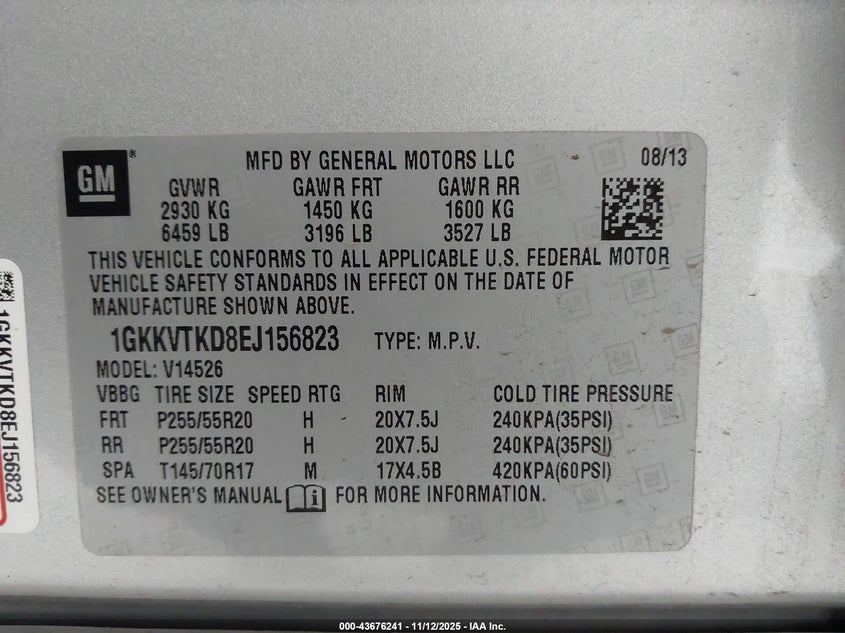 GM
MFD BY GENERAL MOTORS LLC 08/13
GVWR GAWR FRT GAWR RR
2930 KG 1450 KG 1600 KG
6459 LB 3196 LB 3527 LB
THIS VEHICLE CONFORMS TO ALL APPLICABLE U.S. FEDERAL MOTOR
VEHICLE SAFETY STANDARDS IN EFFECT ON THE DATE OF
MANUFACTURE SHOWN ABOVE.
1GKKVTKD8EJ156823 TYPE: M.P.V.
MODEL: V14526
VBBG TIRE SIZE SPEED RTG RIM COLD TIRE PRESSURE
FRT P255/55R20 H 20X7.5J 240KPA(35PSI)
RR P255/55R20 H 20X7.5J 240KPA(35PSI)
SPA T145/70R17 M 17X4.5B 420KPA(60PSI)
SEE OWNER'S MANUAL i FOR MORE INFORMATION.
1GKKVTKD8EJ156823
000-43676241 - 11/12/2025 - IAA Inc.